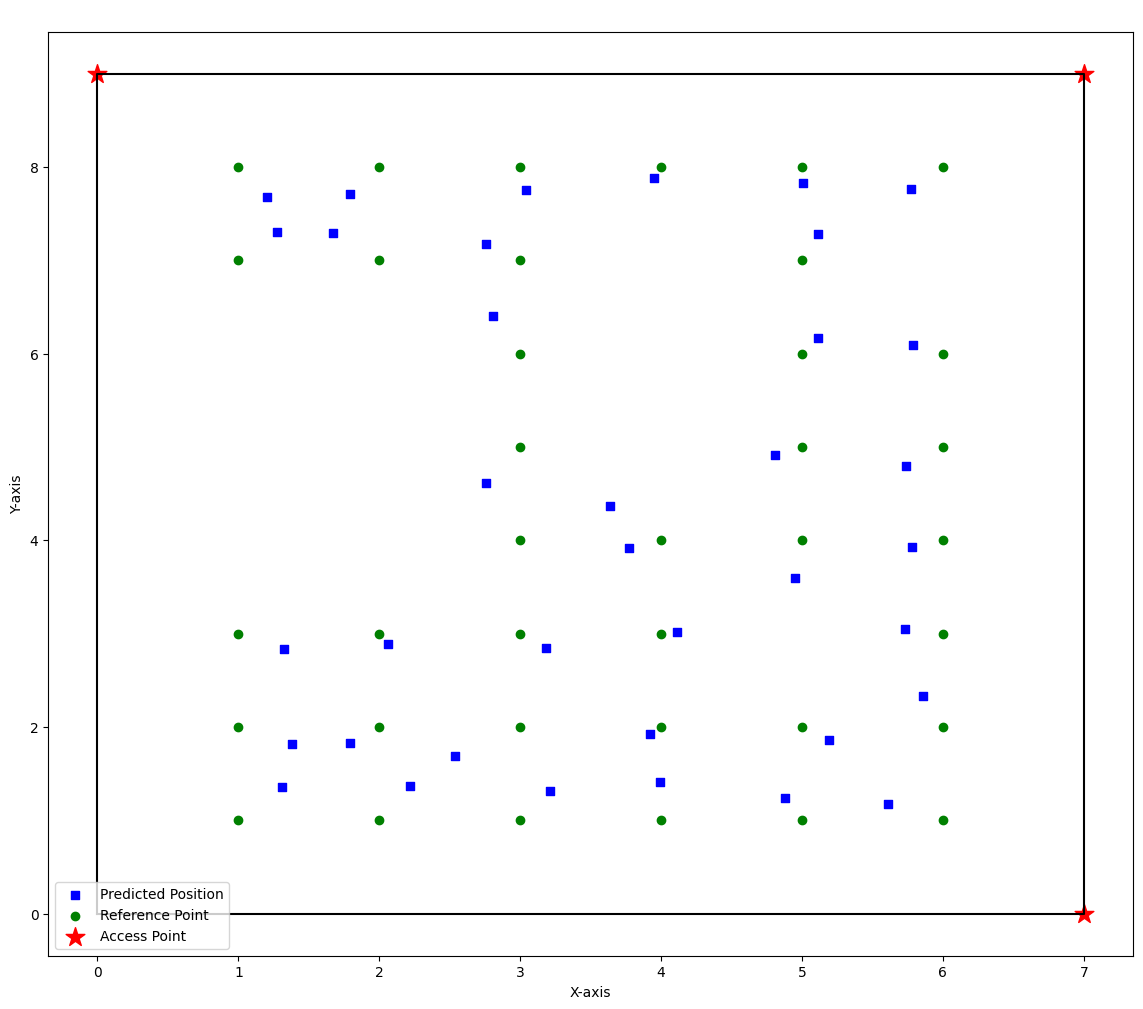 8
6
4
2
0
Y-axis
Predicted Position
Reference Point
Access Point
0 1 2 3 4 5 6 7
X-axis